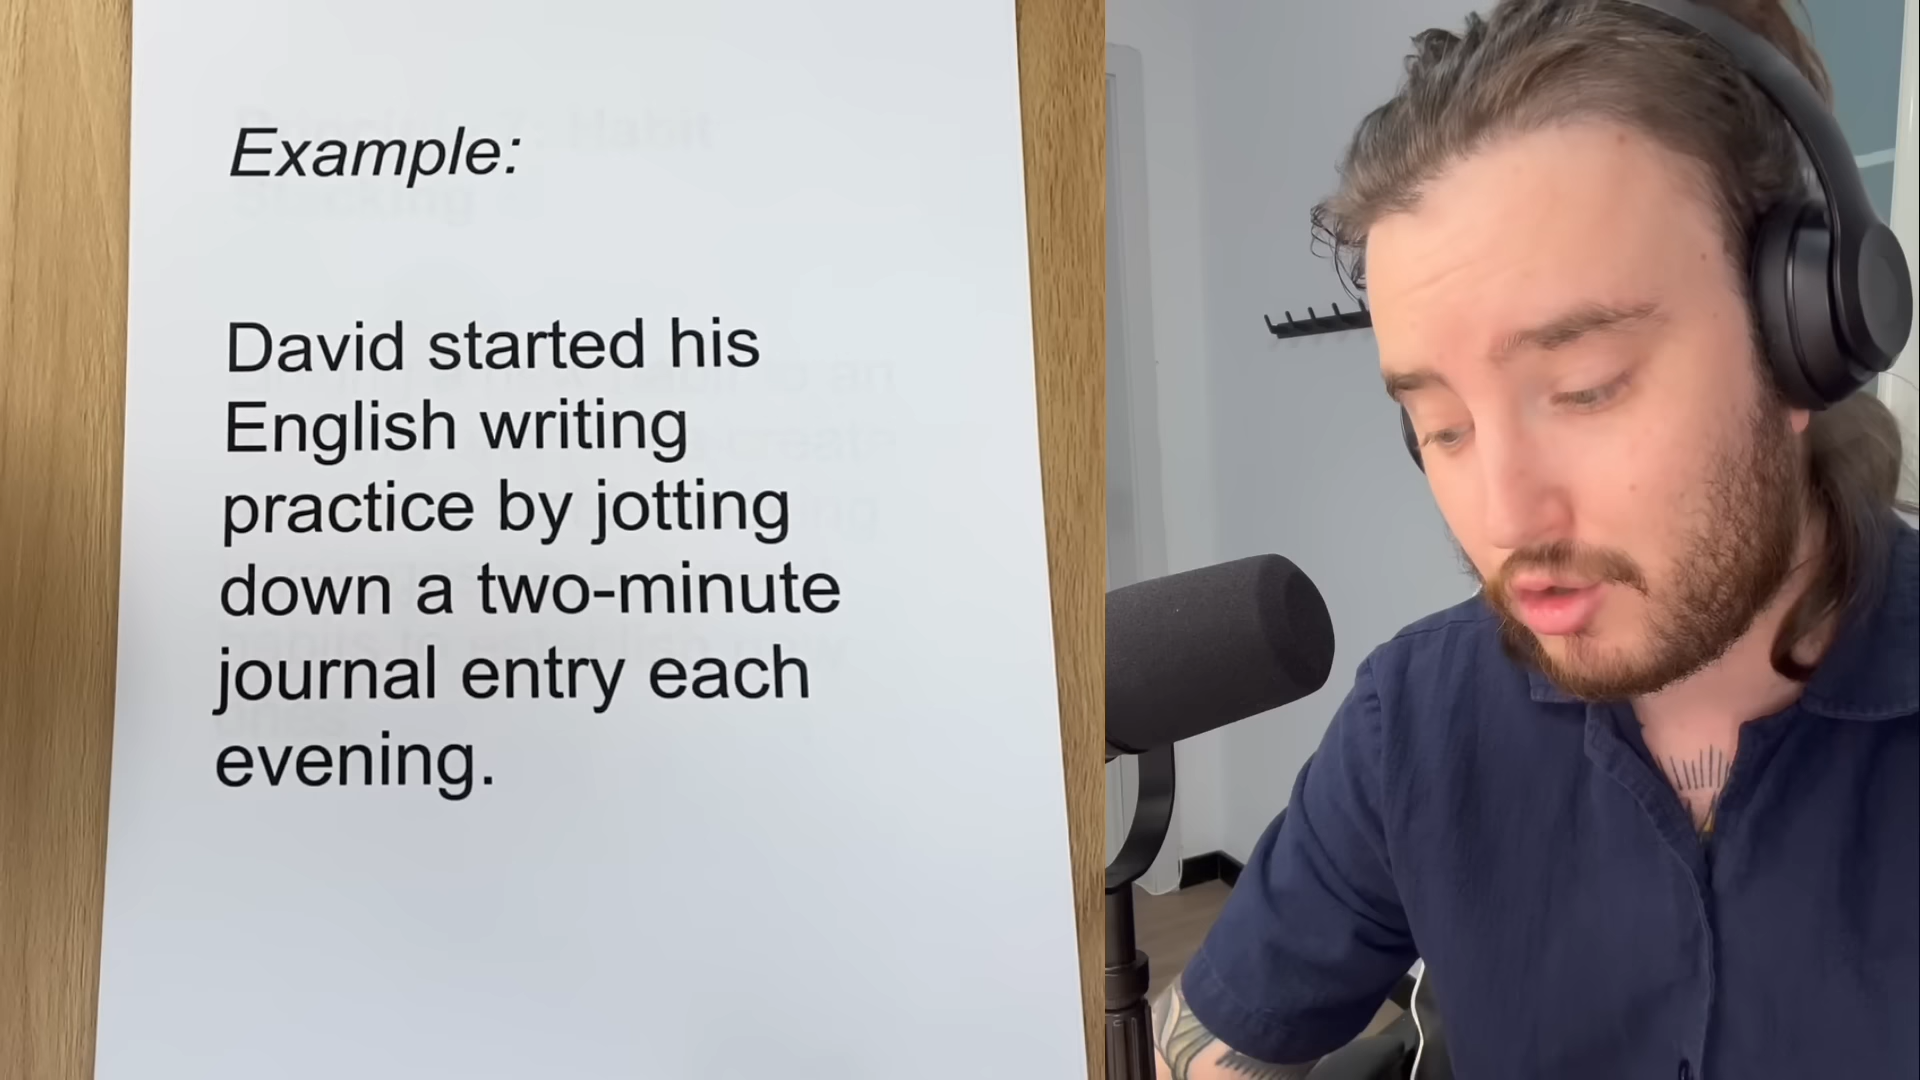 Example:
David started his
English writing
practice by jotting
down a two-minute
journal entry each
evening.